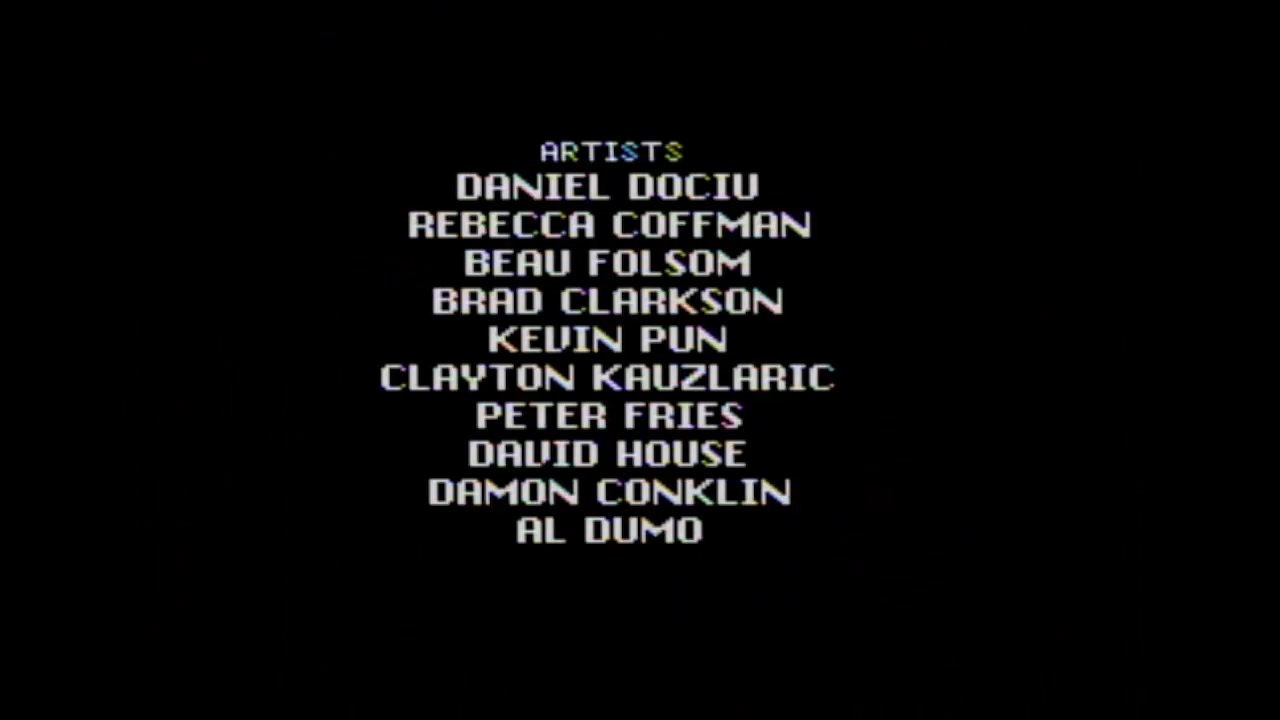 ARTISTS
DANIEL DOCIU
REBECCA COFFMAN
BEAU FOLSOM
BRAD CLARKSON
KEVIN PUN
CLAYTON KAUZLARIC
PETER FRIES
DAVID HOUSE
DAMON CONKLIN
AL DUMO